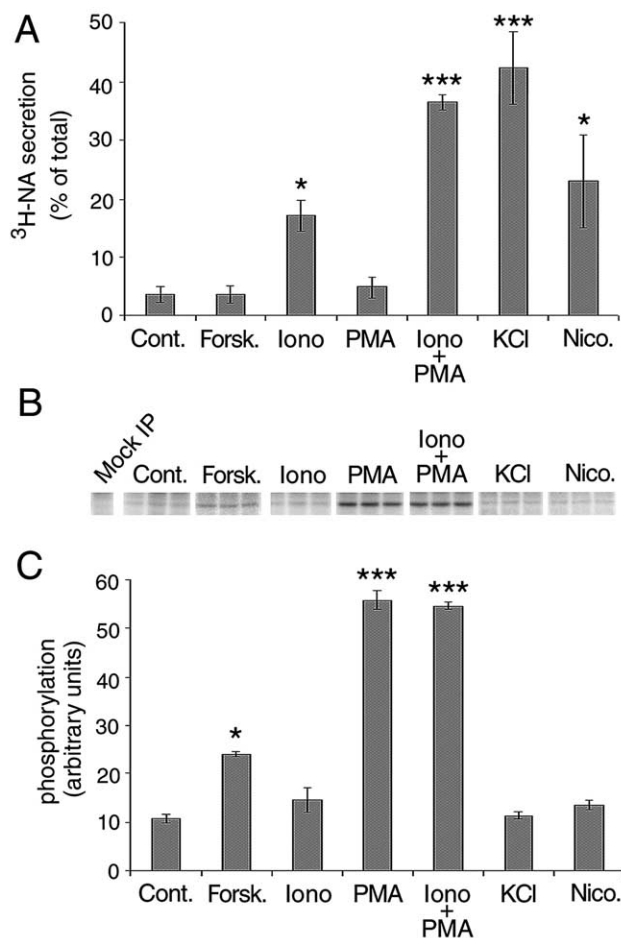 A
³H-NA secretion
(% of total)
50
40
30
20
10
0
*
***
***
*
Cont. Forsk. Iono PMA Iono + PMA KCl Nico.
B
Mock IP Cont. Forsk. Iono PMA Iono + PMA KCl Nico.
C
phosphorylation
(arbitrary units)
60
50
40
30
20
10
0
*
***
***
Cont. Forsk. Iono PMA Iono + PMA KCl Nico.